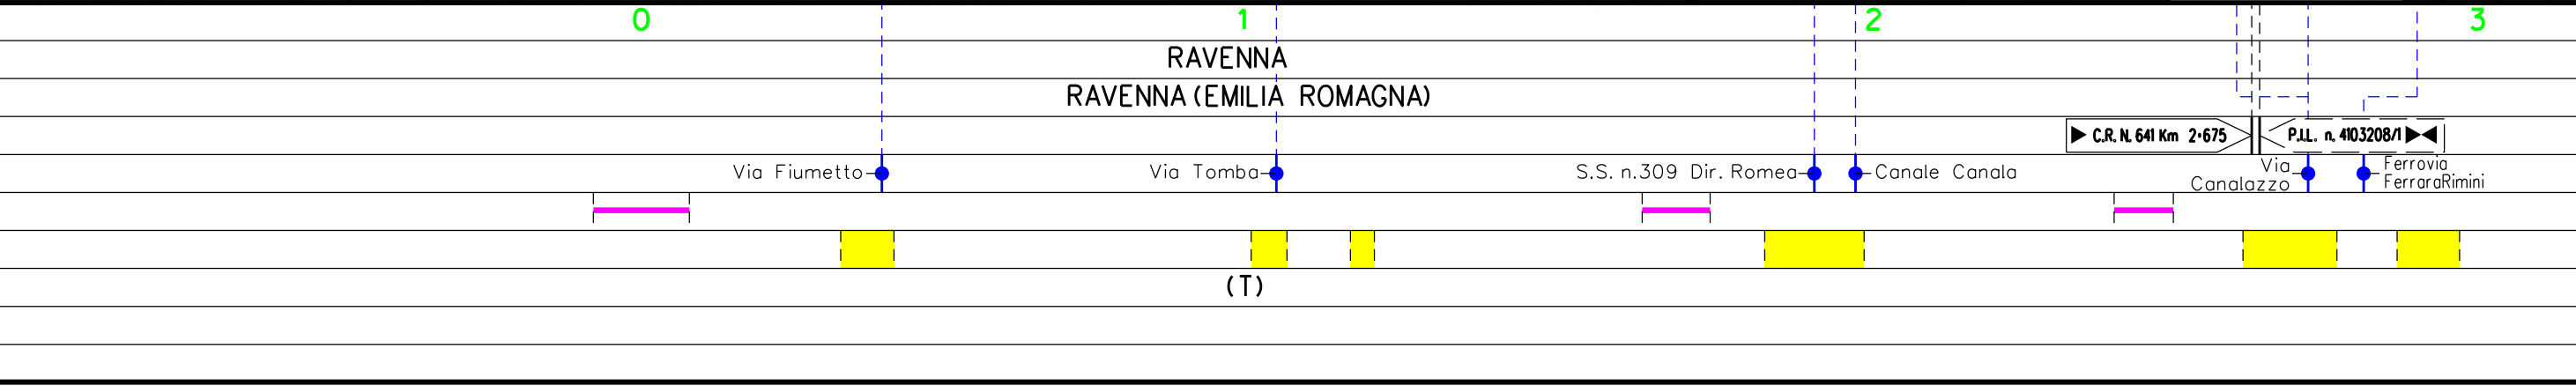 0 1 2 3
RAVENNA
RAVENNA (EMILIA ROMAGNA)
C.R. N. 641 Km 2+675 P.I.L. n. 4103208/1
Via Fiumetto Via Tomba S.S. n.309 Dir. Romea Canale Canala Via Canalazzo Ferrovia FerraraRimini
(T)